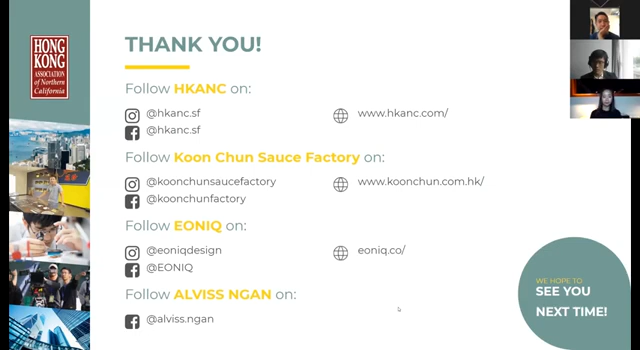 HONG
KONG
ASSOCIATION
of Northern
California
THANK YOU!
Follow HKANC on:
@hkanc.sf
www.hkanc.com/
@hkanc.sf
Follow Koon Chun Sauce Factory on:
@koonchunsaucefactory
www.koonchun.com.hk/
@koonchunfactory
Follow EONIQ on:
@eoniqdesign
eoniq.co/
@EONIQ
Follow ALVISS NGAN on:
@alviss.ngan
WE HOPE TO
SEE YOU
NEXT TIME!